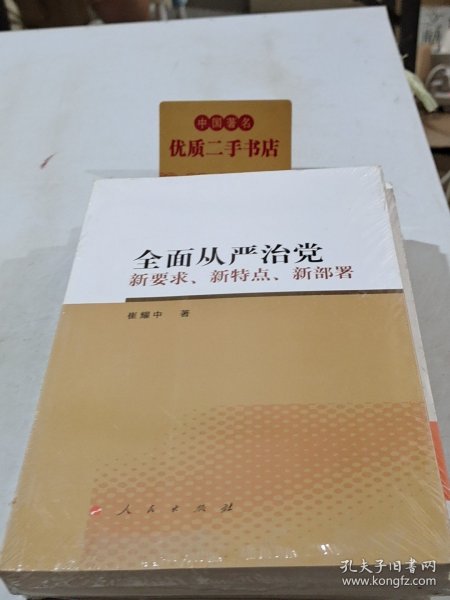 中国著名
优质二手书店
全面从严治党
新要求、新特点、新部署
崔耀中 著
人民出版社
孔夫子旧书网
www.kongfz.com